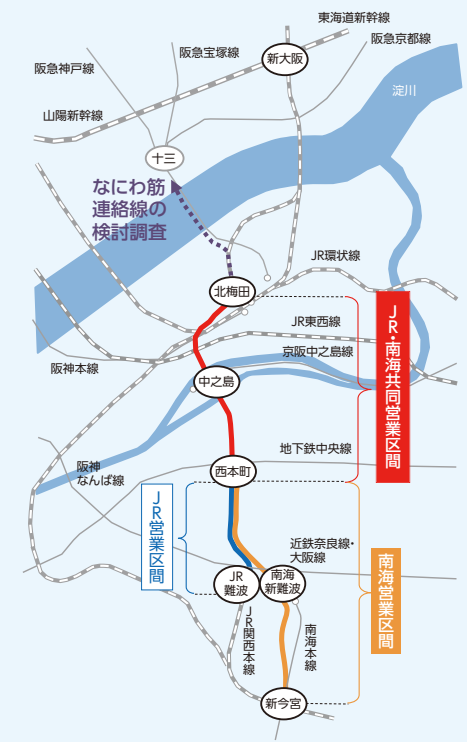 東海道新幹線
阪急宝塚線
阪急京都線
新大阪
阪急神戸線
淀川
山陽新幹線
十三
なにわ筋
連絡線の
検討調査
JR環状線
北梅田
JR東西線
JR・南海共同営業区間
京阪中之島線
阪神本線
中之島
地下鉄中央線
西本町
阪神
なんば線
JR営業区間
近鉄奈良線・
大阪線
南海営業区間
JR
難波
南海
新難波
JR関西本線
南海本線
新今宮